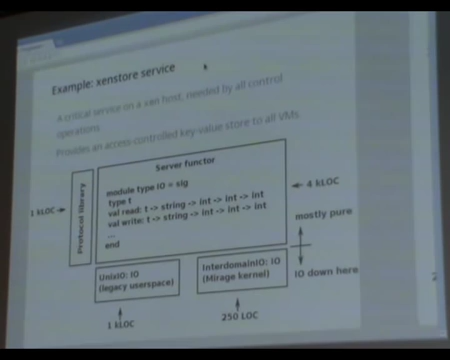 Example: xenstore service
A critical service on a xen host, needed by all control
operations
Provides an access-controlled key-value store to all VMs
Server functor
module type IO = sig
type t
val read: t -> string -> int -> int -> int
val write: t -> string -> int -> int -> int
...
end
Protocol library
1 kLOC
4 kLOC
mostly pure
IO down here
UnixIO: IO
(legacy userspace)
InterdomainIO: IO
(Mirage kernel)
1 kLOC
250 LOC